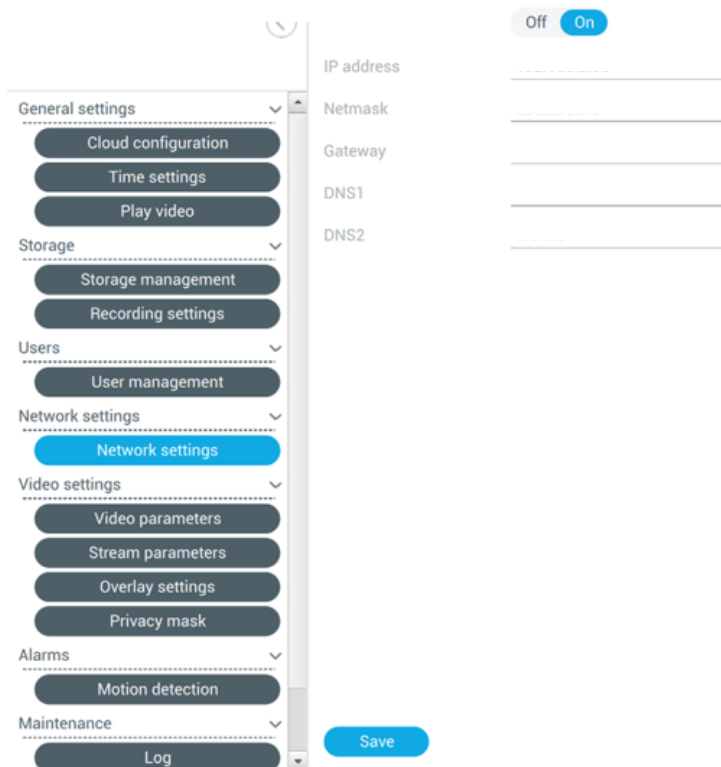 Off On
IP address
Netmask
Gateway
DNS1
DNS2
General settings
Cloud configuration
Time settings
Play video
Storage
Storage management
Recording settings
Users
User management
Network settings
Network settings
Video settings
Video parameters
Stream parameters
Overlay settings
Privacy mask
Alarms
Motion detection
Maintenance
Log
Save